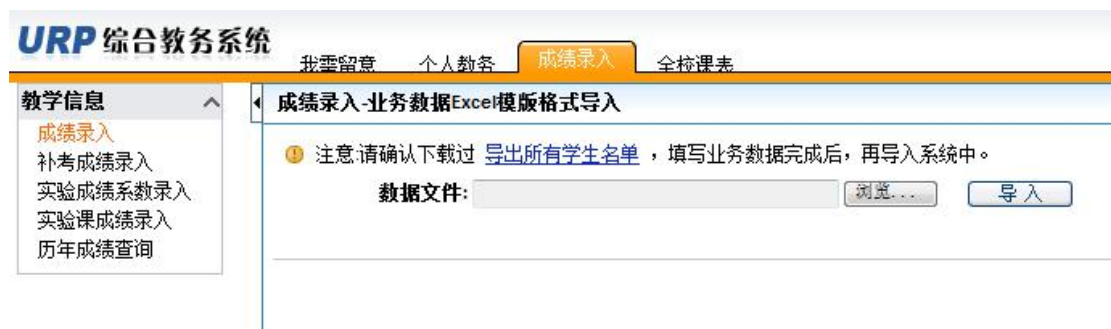 URP 综合教务系统
我需留意 个人教务 成绩录入 全校课表
教学信息
成绩录入
补考成绩录入
实验成绩系数录入
实验课成绩录入
历年成绩查询
成绩录入-业务数据Excel模版格式导入
注意:请确认下载过 导出所有学生名单 ，填写业务数据完成后，再导入系统中。
数据文件: 浏览... 导入